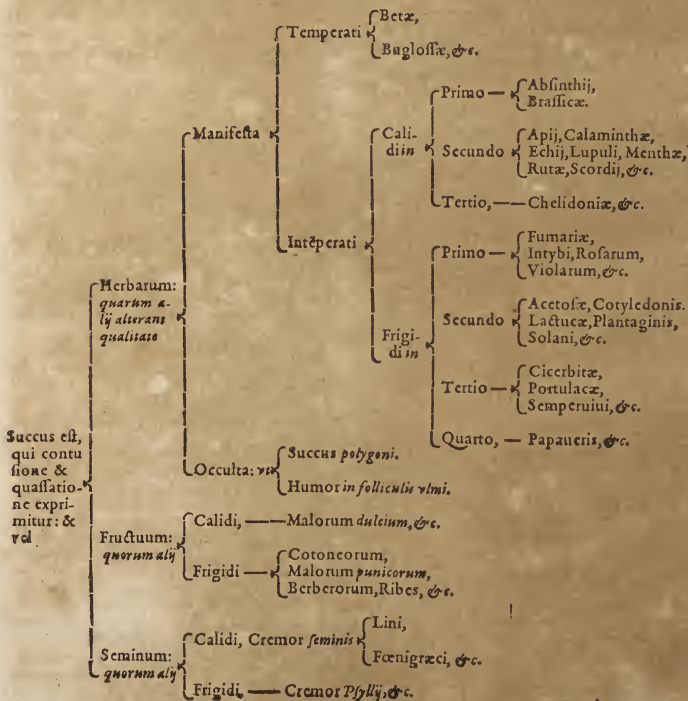 Betæ,
Temperati
Buglossæ, &c.
Primo
Absinthij,
Brassicæ.
Manifesta
Cali-
di in
Secundo
Apij, Calaminthæ,
Echij, Lupuli, Menthæ,
Rutæ, Scordij, &c.
Tertio, Chelidoniæ, &c.
Intẽperati
Primo
Fumariæ,
Intybi, Rosarum,
Violarum, &c.
Herbarum:
quarum a-
lij alterant
qualitate
Frigi-
di in
Secundo
Acetosæ, Cotyledonis.
Lactucæ, Plantaginis,
Solani, &c.
Tertio
Cicerbitæ,
Portulacæ,
Semperuiui, &c.
Quarto, Papaueris, &c.
Succus est,
qui contu
sione &
quassatio-
ne expri-
mitur: &
vel
Occulta: vt
Succus polygoni.
Humor in folliculis vlmi.
Fructuum:
quorum alij
Calidi, Malorum dulcium, &c.
Frigidi
Cotoneorum,
Malorum punicorum,
Berberorum, Ribes, &c.
Seminum:
quorum alij
Calidi, Cremor seminis
Lini,
Fœnigræci, &c.
Frigidi, Cremor Psyllij, &c.